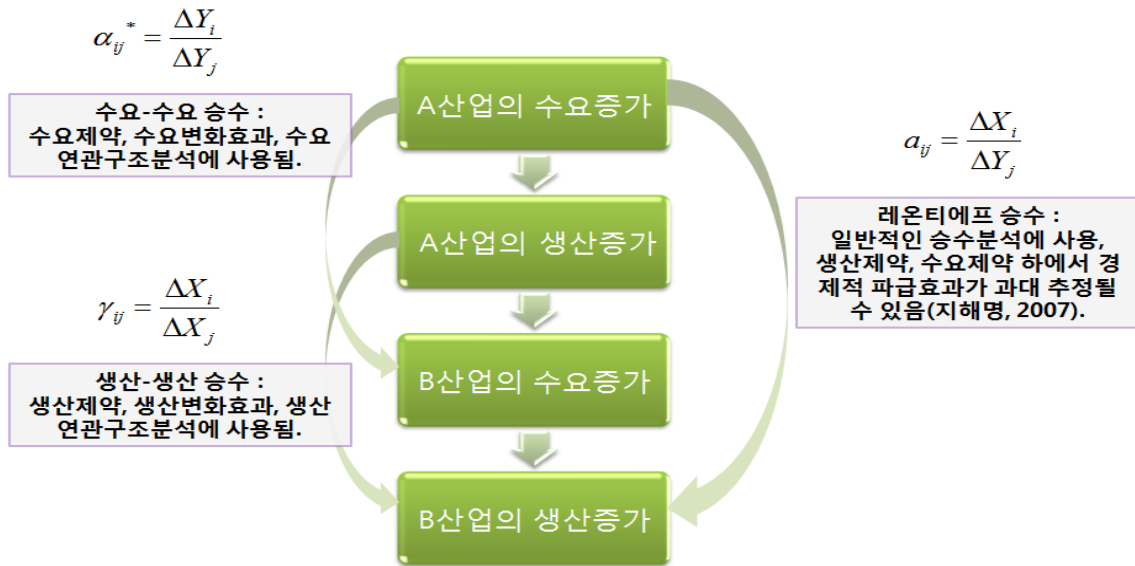 α_{ij}^* = ΔY_i / ΔY_j
수요-수요 승수 :
수요제약, 수요변화효과, 수요
연관구조분석에 사용됨.
γ_{ij} = ΔX_i / ΔX_j
생산-생산 승수 :
생산제약, 생산변화효과, 생산
연관구조분석에 사용됨.
A산업의 수요증가
A산업의 생산증가
B산업의 수요증가
B산업의 생산증가
a_{ij} = ΔX_i / ΔY_j
레온티에프 승수 :
일반적인 승수분석에 사용,
생산제약, 수요제약 하에서 경
제적 파급효과가 과대 추정될
수 있음(지해명, 2007).